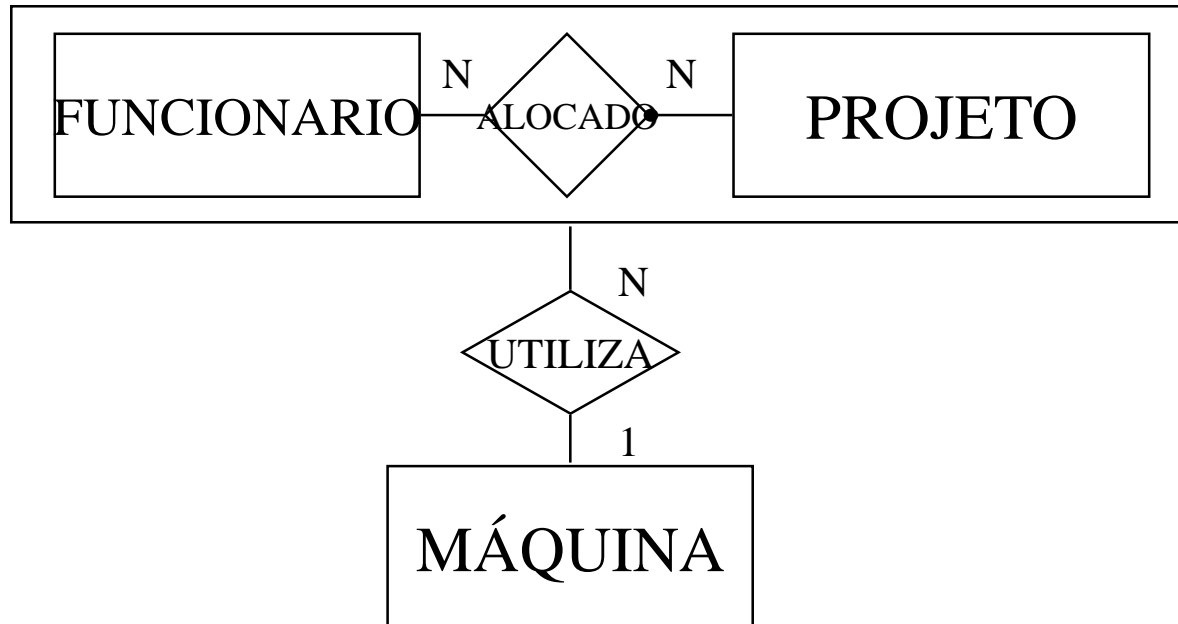 N N
FUNCIONARIO ALOCADO PROJETO
N
UTILIZA
1
MÁQUINA